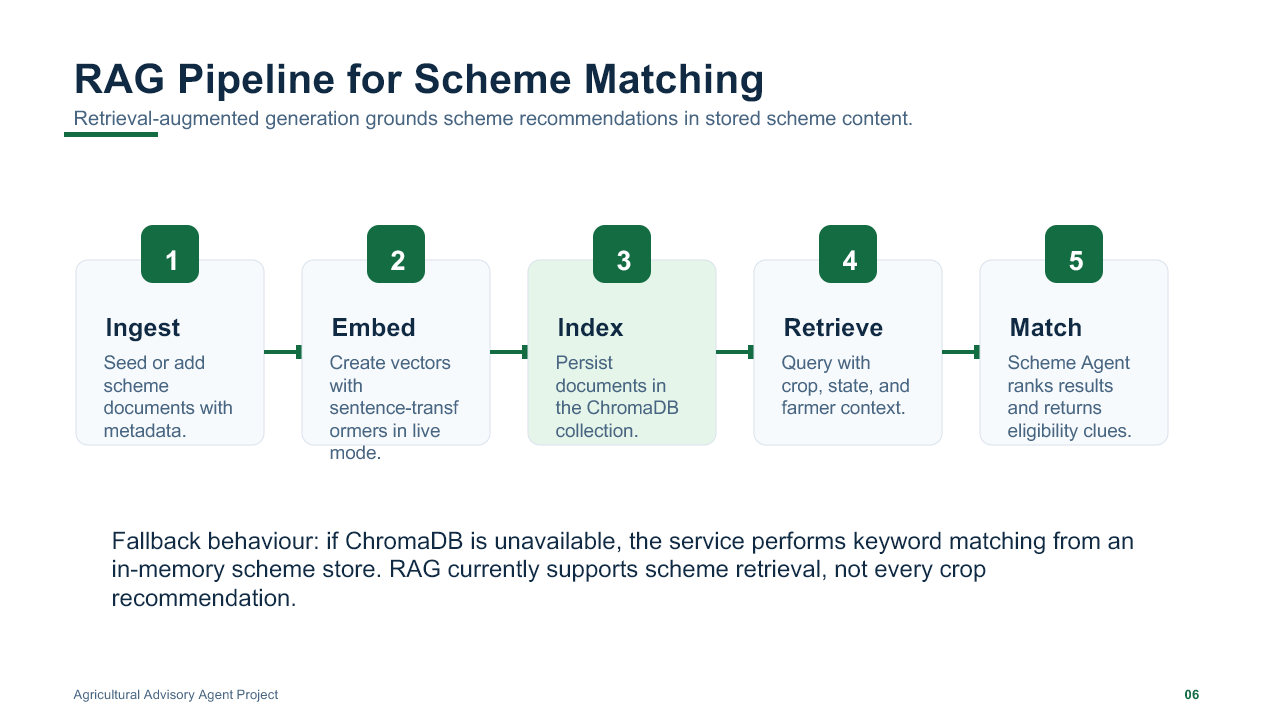 RAG Pipeline for Scheme Matching
Retrieval-augmented generation grounds scheme recommendations in stored scheme content.
1
Ingest
Seed or add
scheme
documents with
metadata.
2
Embed
Create vectors
with
sentence-transf
ormers in live
mode.
3
Index
Persist
documents in
the ChromaDB
collection.
4
Retrieve
Query with
crop, state, and
farmer context.
5
Match
Scheme Agent
ranks results
and returns
eligibility clues.
Fallback behaviour: if ChromaDB is unavailable, the service performs keyword matching from an
in-memory scheme store. RAG currently supports scheme retrieval, not every crop
recommendation.
Agricultural Advisory Agent Project
06